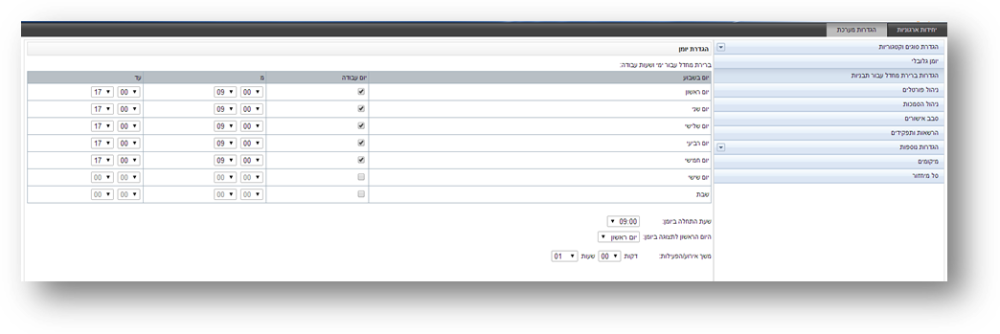 יחידות ארגוניות הגדרות מערכת
הגדרת סוגים וקטגוריות
יומן גלובלי
הגדרות ברירת מחדל עבור תבניות
ניהול פורטלים
ניהול הסמכות
סבב אישורים
הרשאות ותפקידים
הגדרות נוספות
מיקומים
סל מיחזור
הגדרת יומן
ברירת מחדל עבור ימי ושעות עבודה:
יום בשבוע יום עבודה מ עד
יום ראשון 09 00 17 00
יום שני 09 00 17 00
יום שלישי 09 00 17 00
יום רביעי 09 00 17 00
יום חמישי 09 00 17 00
יום שישי 00 00 00 00
שבת 00 00 00 00
שעת התחלה ביומן: 09:00
היום הראשון לתצוגה ביומן: יום ראשון
משך אירוע/הפעילות: דקות 00 שעות 01